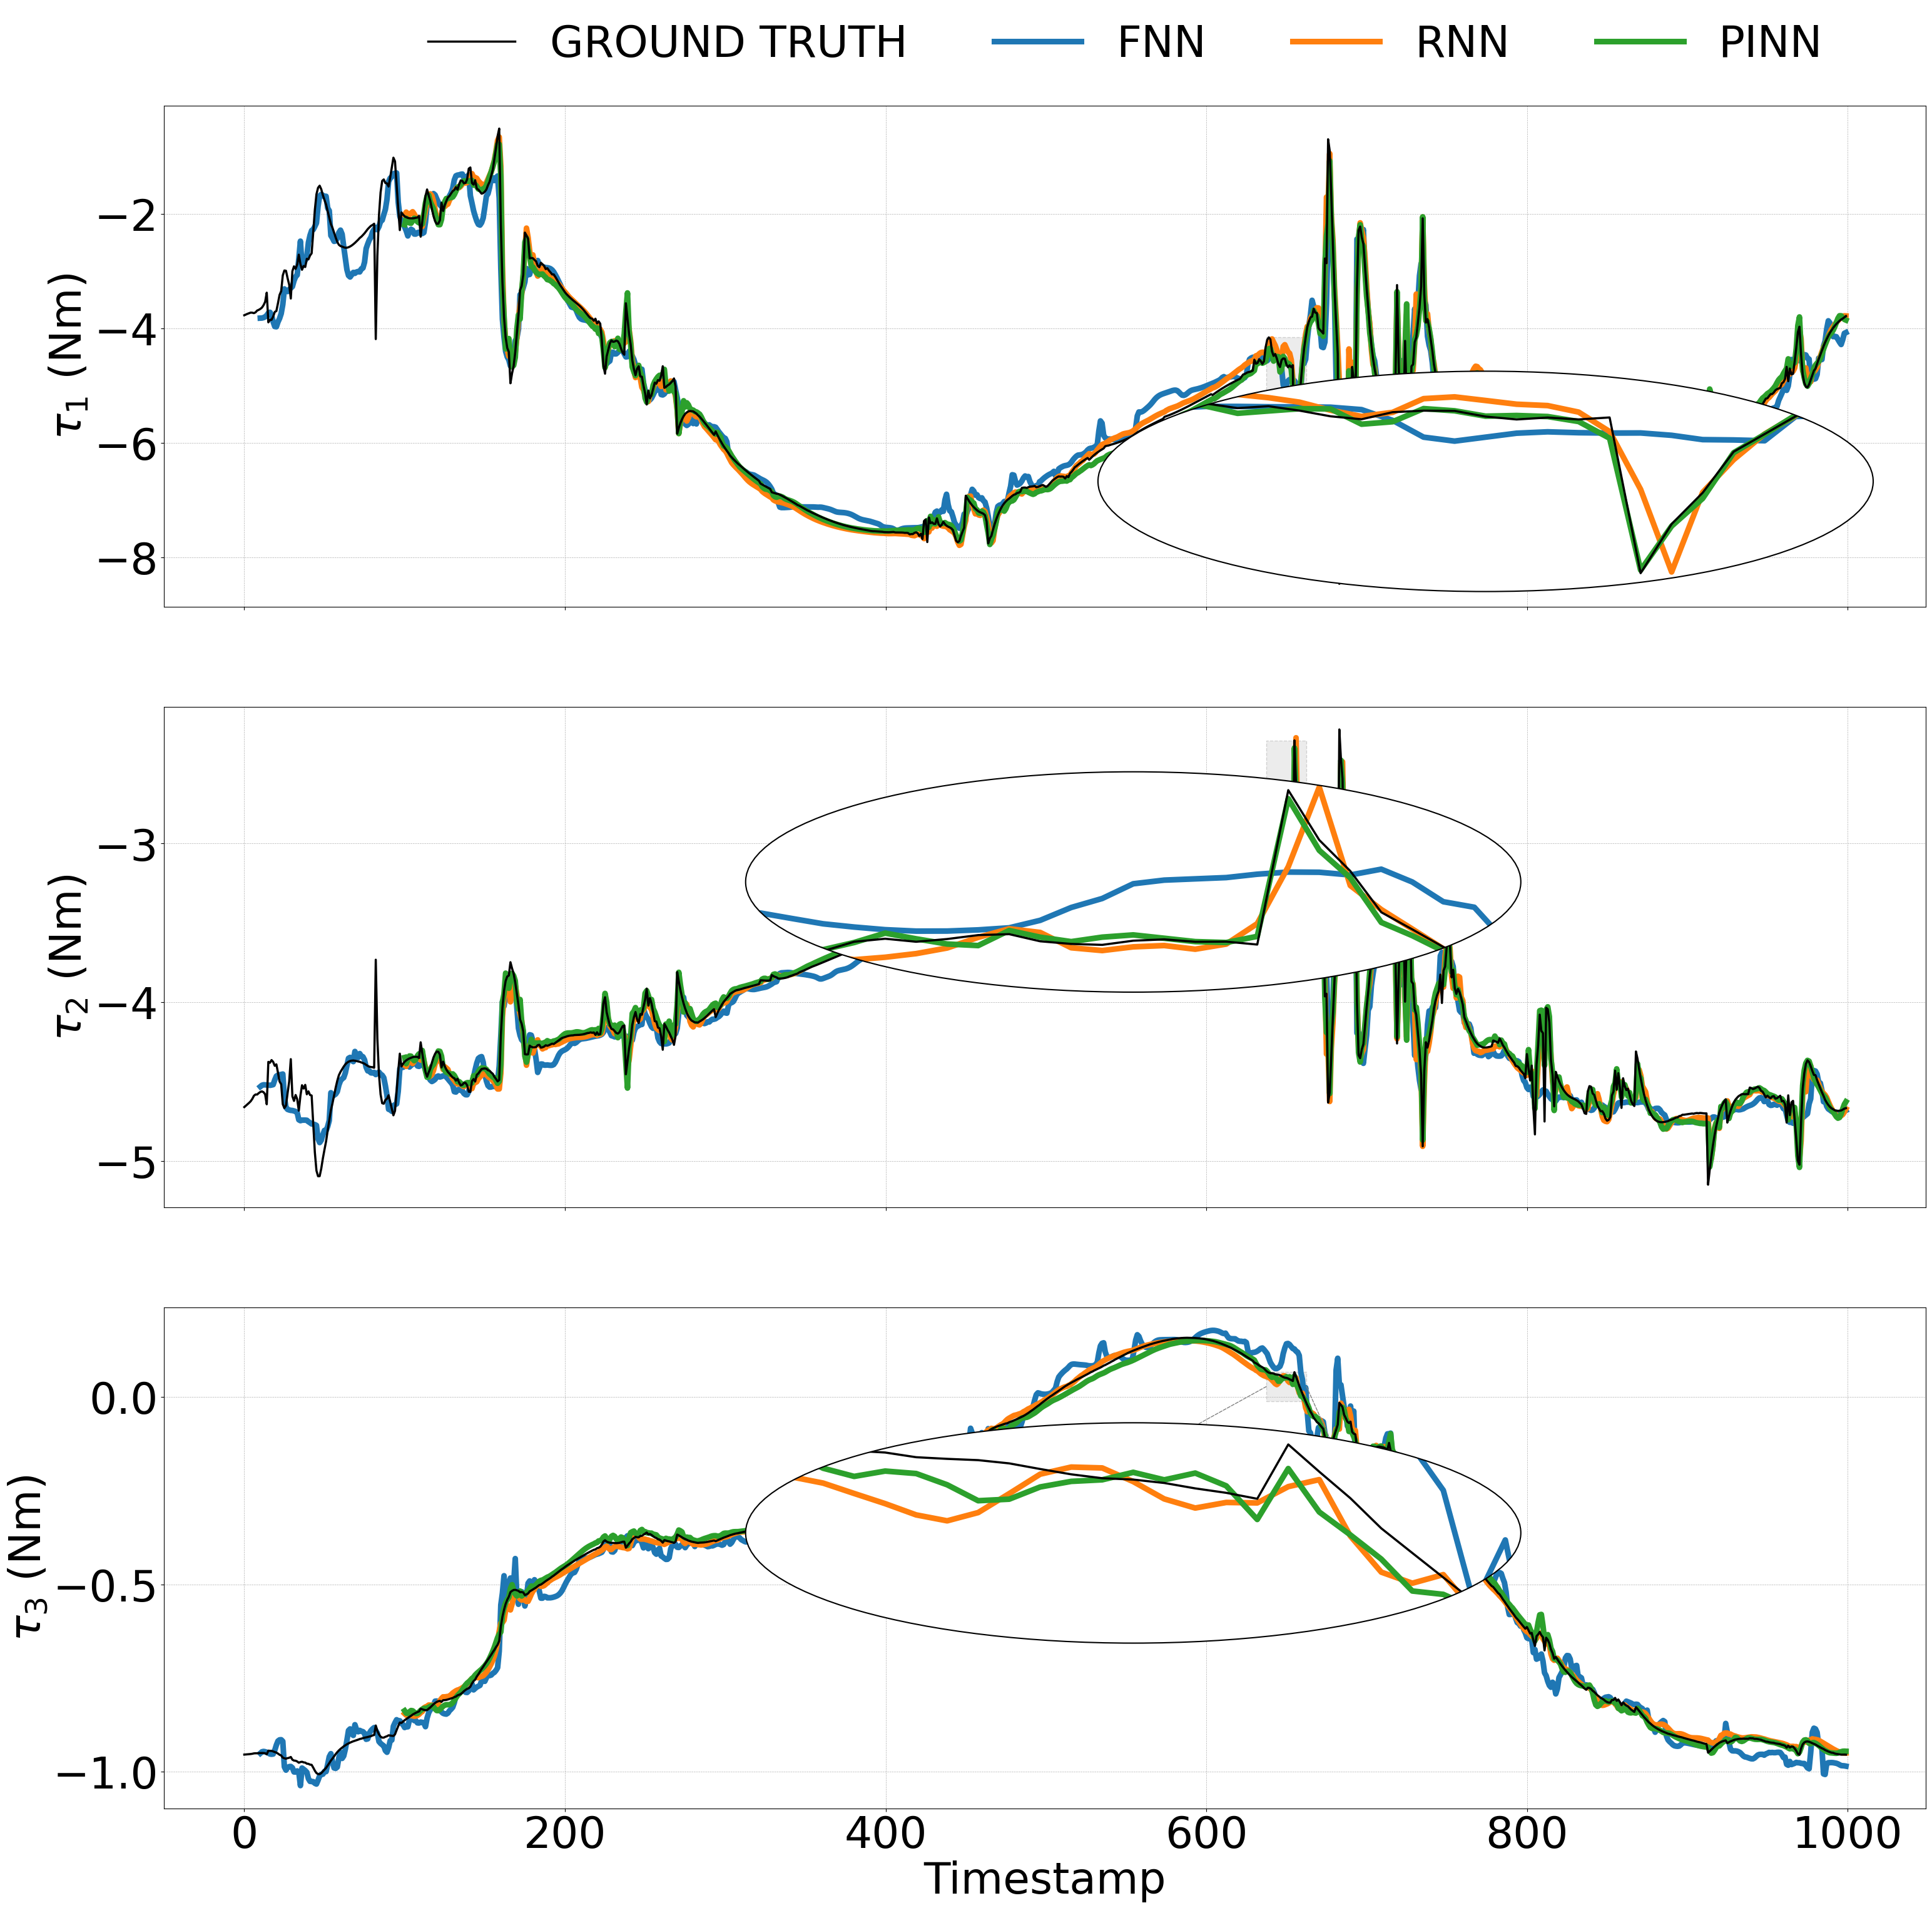 GROUND TRUTH FNN RNN PINN
τ1 (Nm)
−2
−4
−6
−8
τ2 (Nm)
−3
−4
−5
τ3 (Nm)
0.0
−0.5
−1.0
0 200 400 600 800 1000
Timestamp